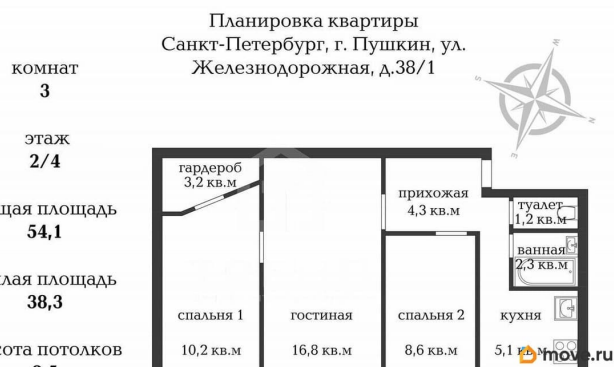 Планировка квартиры
Санкт-Петербург, г. Пушкин, ул.
Железнодорожная, д.38/1
комнат
3
этаж
2/4
площадь
54,1
площадь
38,3
потолков
S
E
гардероб
3,2 кв.м
прихожая
4,3 кв.м
туалет
1,2 кв.м
ванная
2,3 кв.м
спальня 1
10,2 кв.м
гостиная
16,8 кв.м
спальня 2
8,6 кв.м
кухня
5,1 кв.м
move.ru